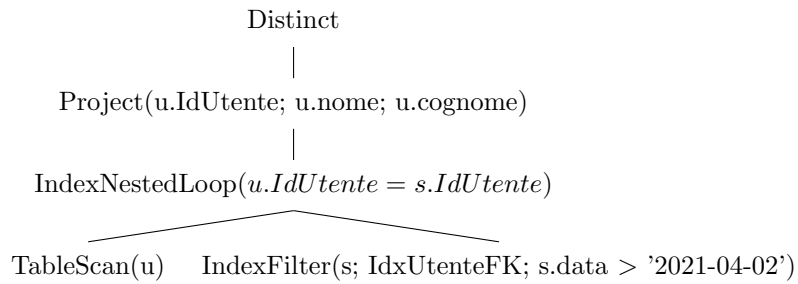 Distinct
Project(u.IdUtente; u.nome; u.cognome)
IndexNestedLoop(u.IdUtente = s.IdUtente)
TableScan(u) IndexFilter(s; IdxUtenteFK; s.data > '2021-04-02')